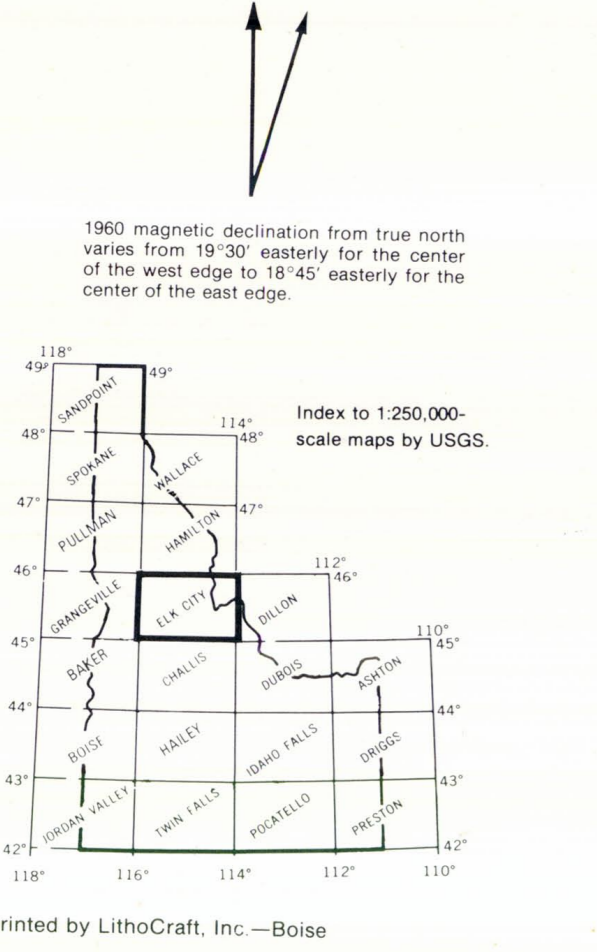 1960 magnetic declination from true north
varies from 19°30' easterly for the center
of the west edge to 18°45' easterly for the
center of the east edge.
118°
49° 49°
SANDPOINT
Index to 1:250,000-
scale maps by USGS.
114°
48° 48°
SPOKANE WALLACE
47° 47°
PULLMAN HAMILTON
112°
46° 46°
GRANGEVILLE ELK CITY DILLON
110°
45° 45°
BAKER CHALLIS DUBOIS ASHTON
44° 44°
BOISE HAILEY IDAHO FALLS DRIGGS
43° 43°
JORDAN VALLEY TWIN FALLS POCATELLO PRESTON
42° 42°
118° 116° 114° 112° 110°
rinted by LithoCraft, Inc.—Boise